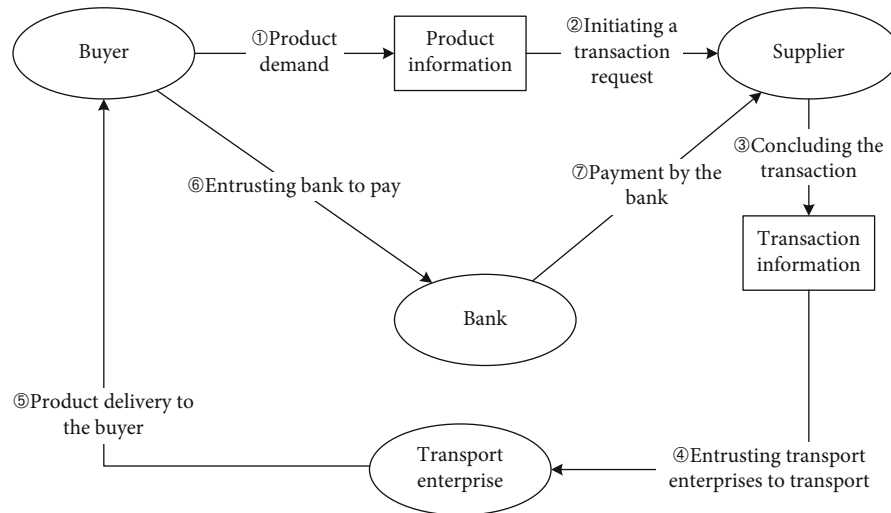 Buyer
①Product
demand
Product
information
②Initiating a
transaction
request
Supplier
③Concluding the
transaction
⑥Entrusting bank to pay
⑦Payment by the
bank
Transaction
information
Bank
⑤Product delivery to
the buyer
Transport
enterprise
④Entrusting transport
enterprises to transport